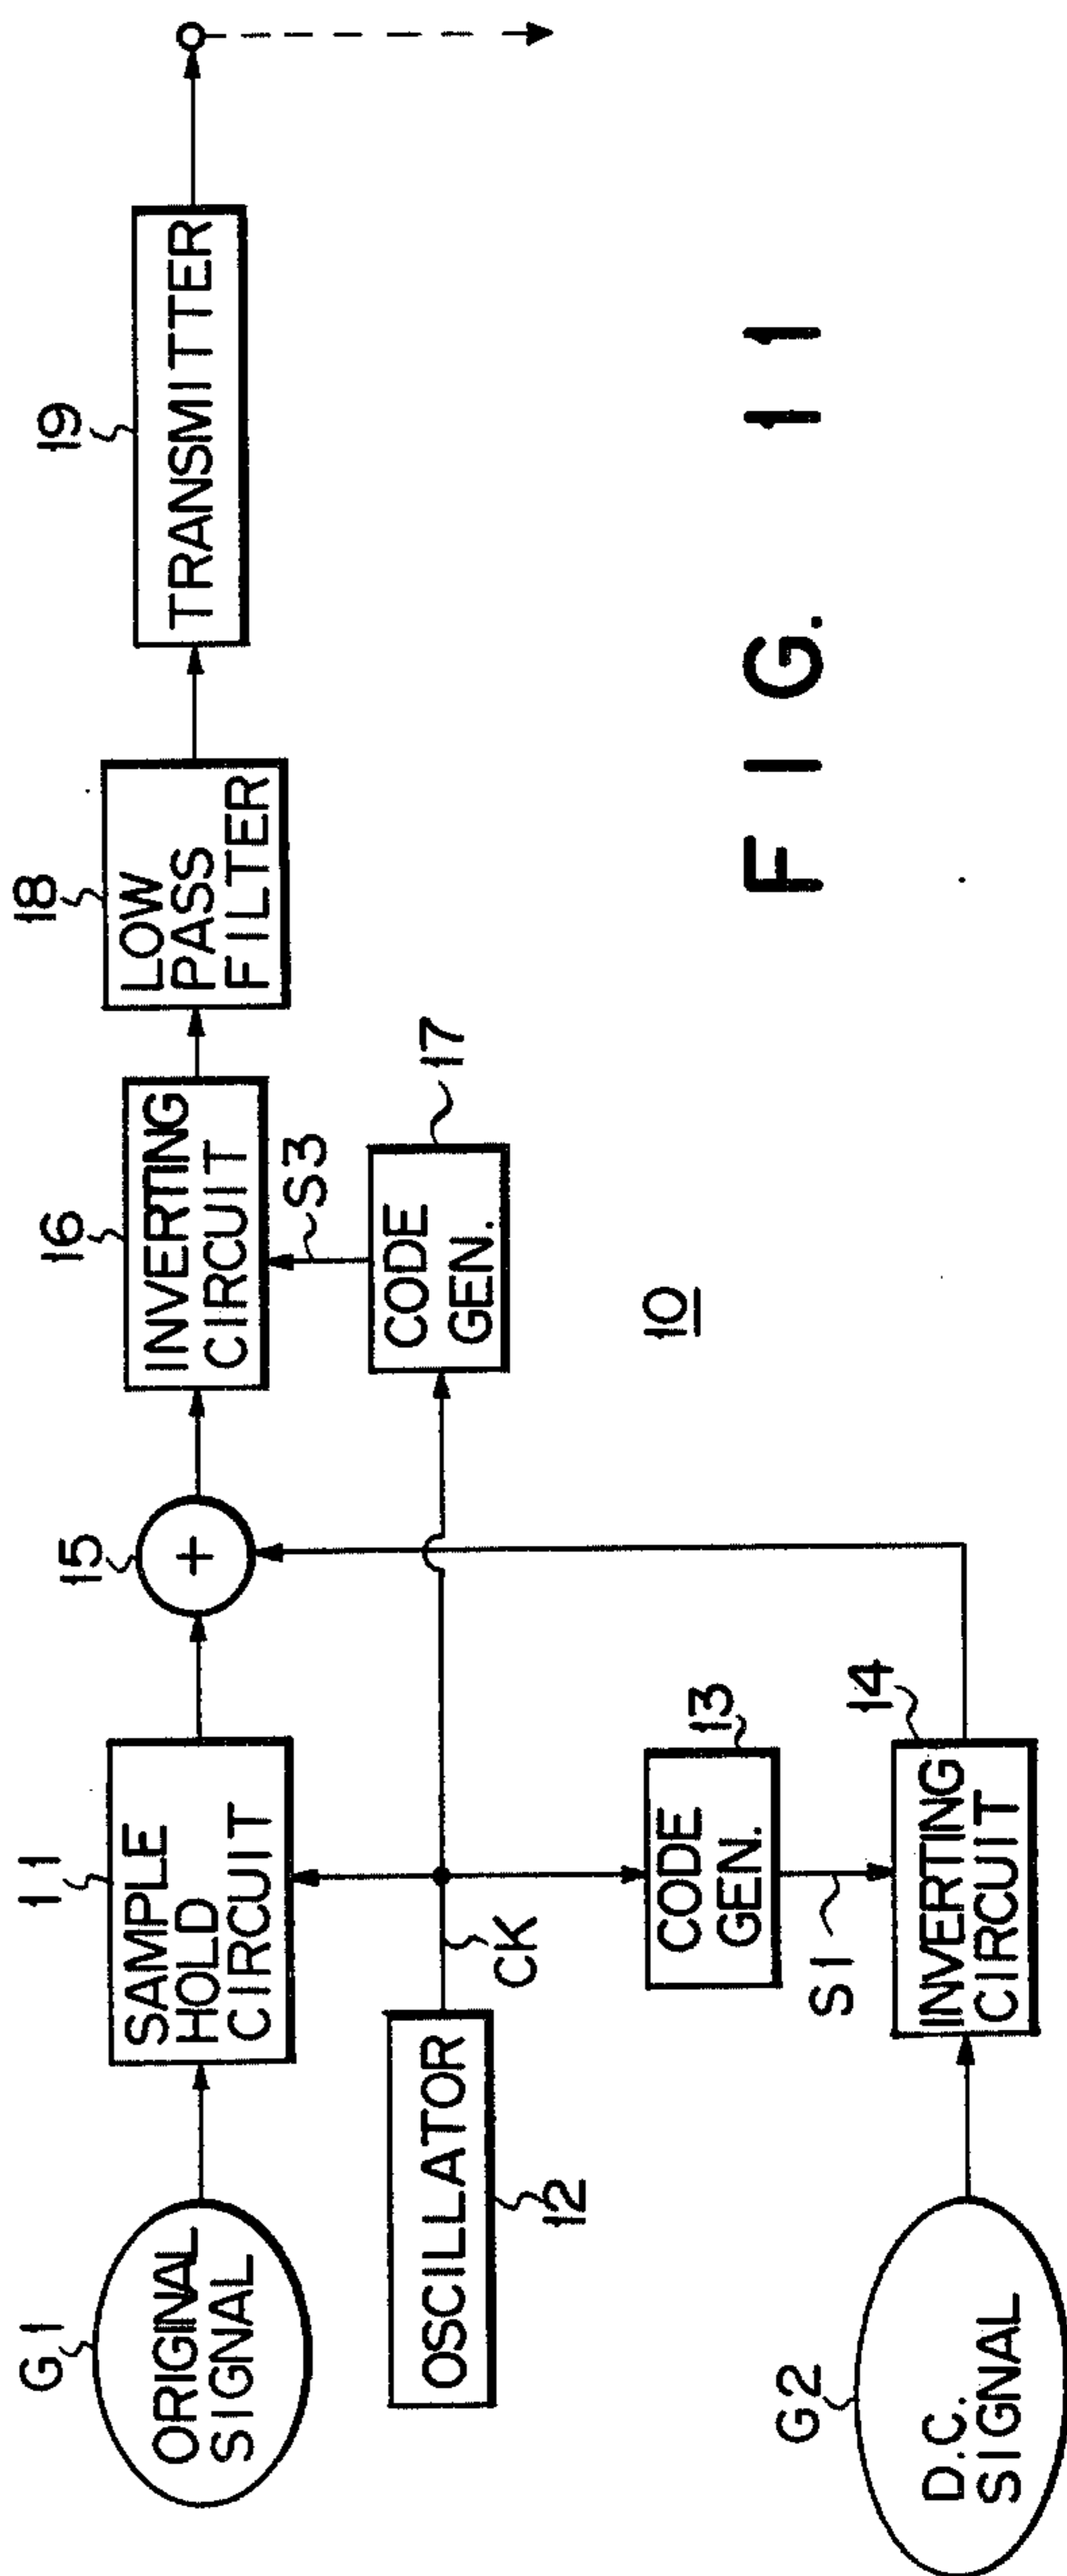 G1
ORIGINAL
SIGNAL
11
SAMPLE
HOLD
CIRCUIT
15
+
16
INVERTING
CIRCUIT
18
LOW
PASS
FILTER
19
TRANSMITTER
OSCILLATOR
12
CK
S3
CODE
GEN.
17
10
CODE
GEN.
13
S1
G2
D.C.
SIGNAL
INVERTING
CIRCUIT
14
FIG. 11